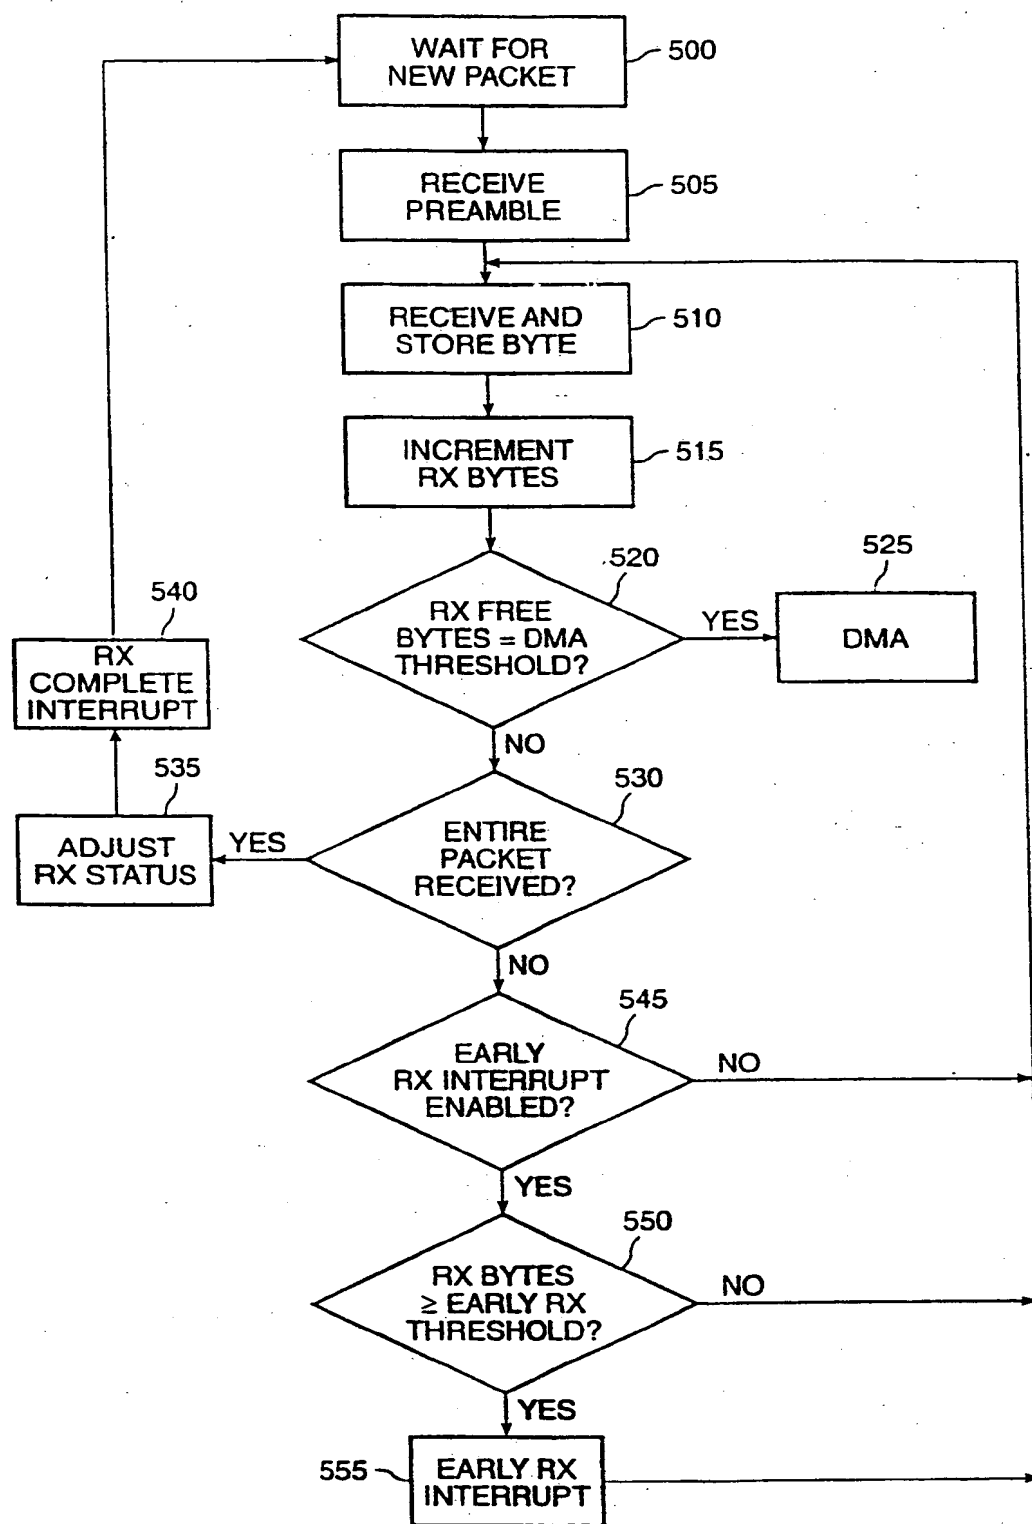 WAIT FOR
NEW PACKET
500
RECEIVE
PREAMBLE
505
RECEIVE AND
STORE BYTE
510
INCREMENT
RX BYTES
515
520
RX FREE
BYTES = DMA
THRESHOLD?
YES
525
DMA
NO
540
RX
COMPLETE
INTERRUPT
535
ADJUST
RX STATUS
YES
530
ENTIRE
PACKET
RECEIVED?
NO
545
EARLY
RX INTERRUPT
ENABLED?
NO
YES
550
RX BYTES
≥ EARLY RX
THRESHOLD?
NO
YES
555
EARLY RX
INTERRUPT